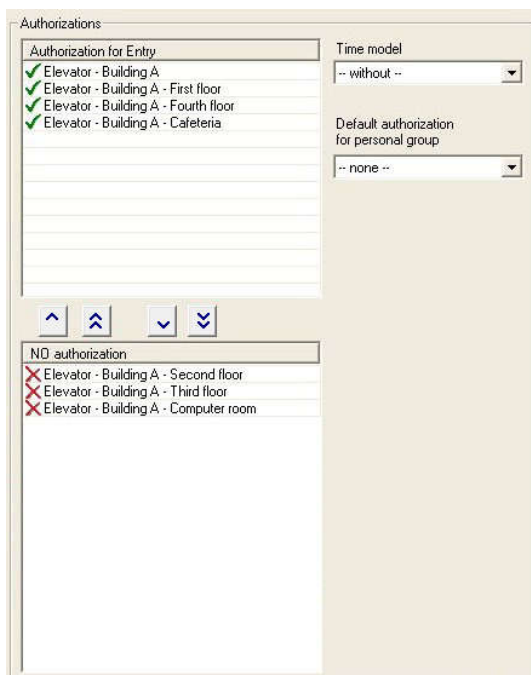 Authorizations
Authorization for Entry
Elevator - Building A
Elevator - Building A - First floor
Elevator - Building A - Fourth floor
Elevator - Building A - Cafeteria
Time model
-- without --
Default authorization
for personal group
-- none --
NO authorization
Elevator - Building A - Second floor
Elevator - Building A - Third floor
Elevator - Building A - Computer room